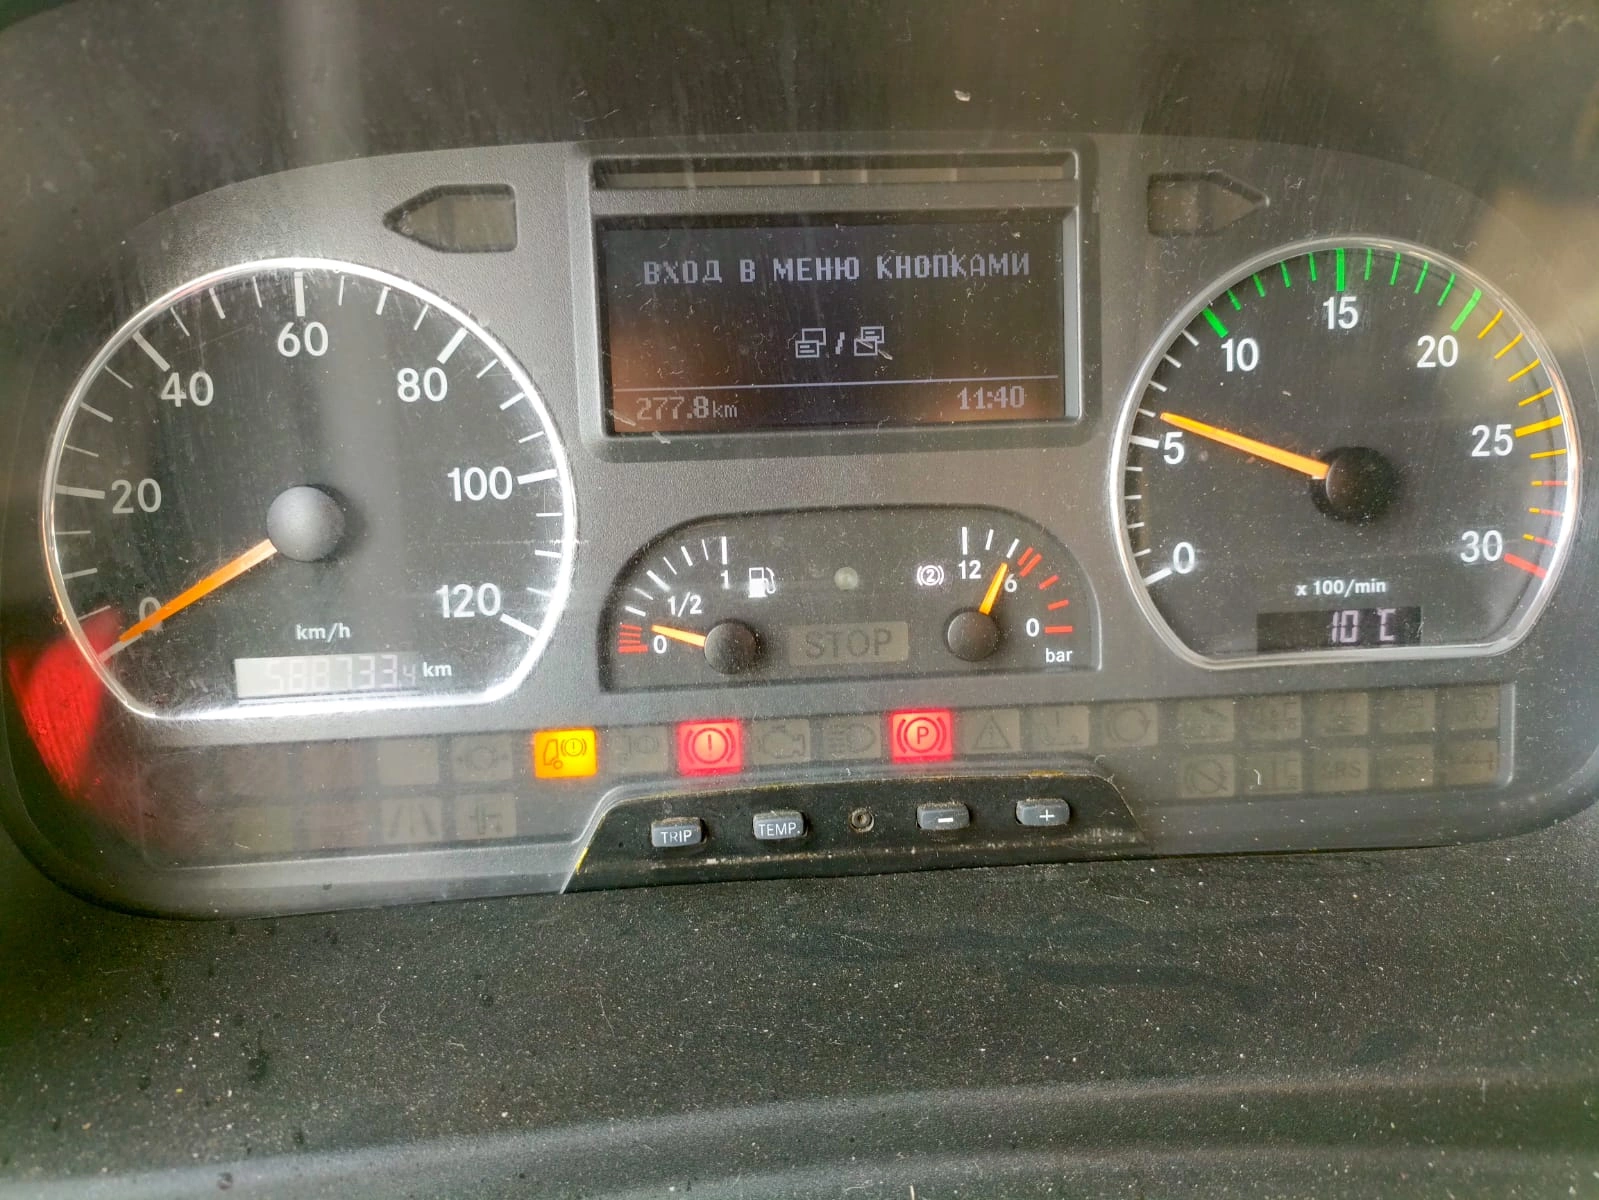 ВХОД В МЕНЮ КНОПКАМИ
277.8km 11:40
0 20 40 60 80 100 120
km/h
588733.4 km
0 1/2 1
STOP
12 6 0
bar
0 5 10 15 20 25 30
x 100/min
10 °C
P
TRIP
TEMP.
- +